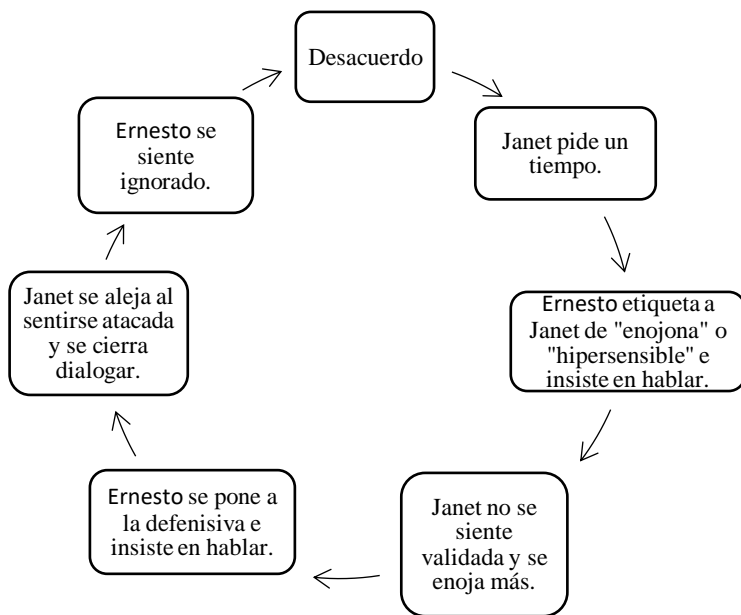 Desacuerdo
Janet pide un
tiempo.
Ernesto etiqueta a
Janet de "enojona" o
"hipersensible" e
insiste en hablar.
Janet no se
siente
validada y se
enoja más.
Ernesto se pone a
la defenisiva e
insiste en hablar.
Janet se aleja al
sentirse atacada
y se cierra
dialogar.
Ernesto se
siente
ignorado.